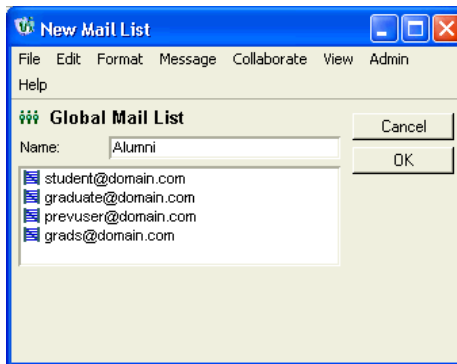 New Mail List
File Edit Format Message Collaborate View Admin
Help
Global Mail List
Cancel
Name: Alumni
OK
student@domain.com
graduate@domain.com
prevuser@domain.com
grads@domain.com